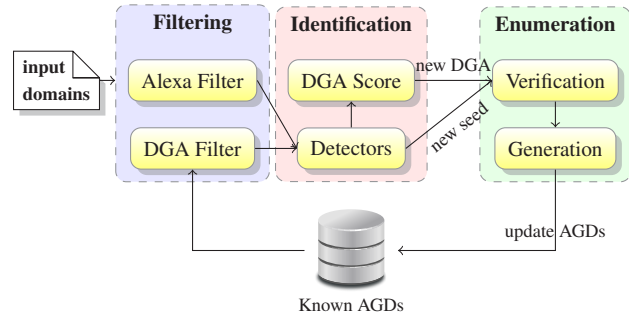 Filtering
Identification
Enumeration
input
domains
Alexa Filter
DGA Score
new DGA
Verification
DGA Filter
Detectors
new seed
Generation
update AGDs
Known AGDs